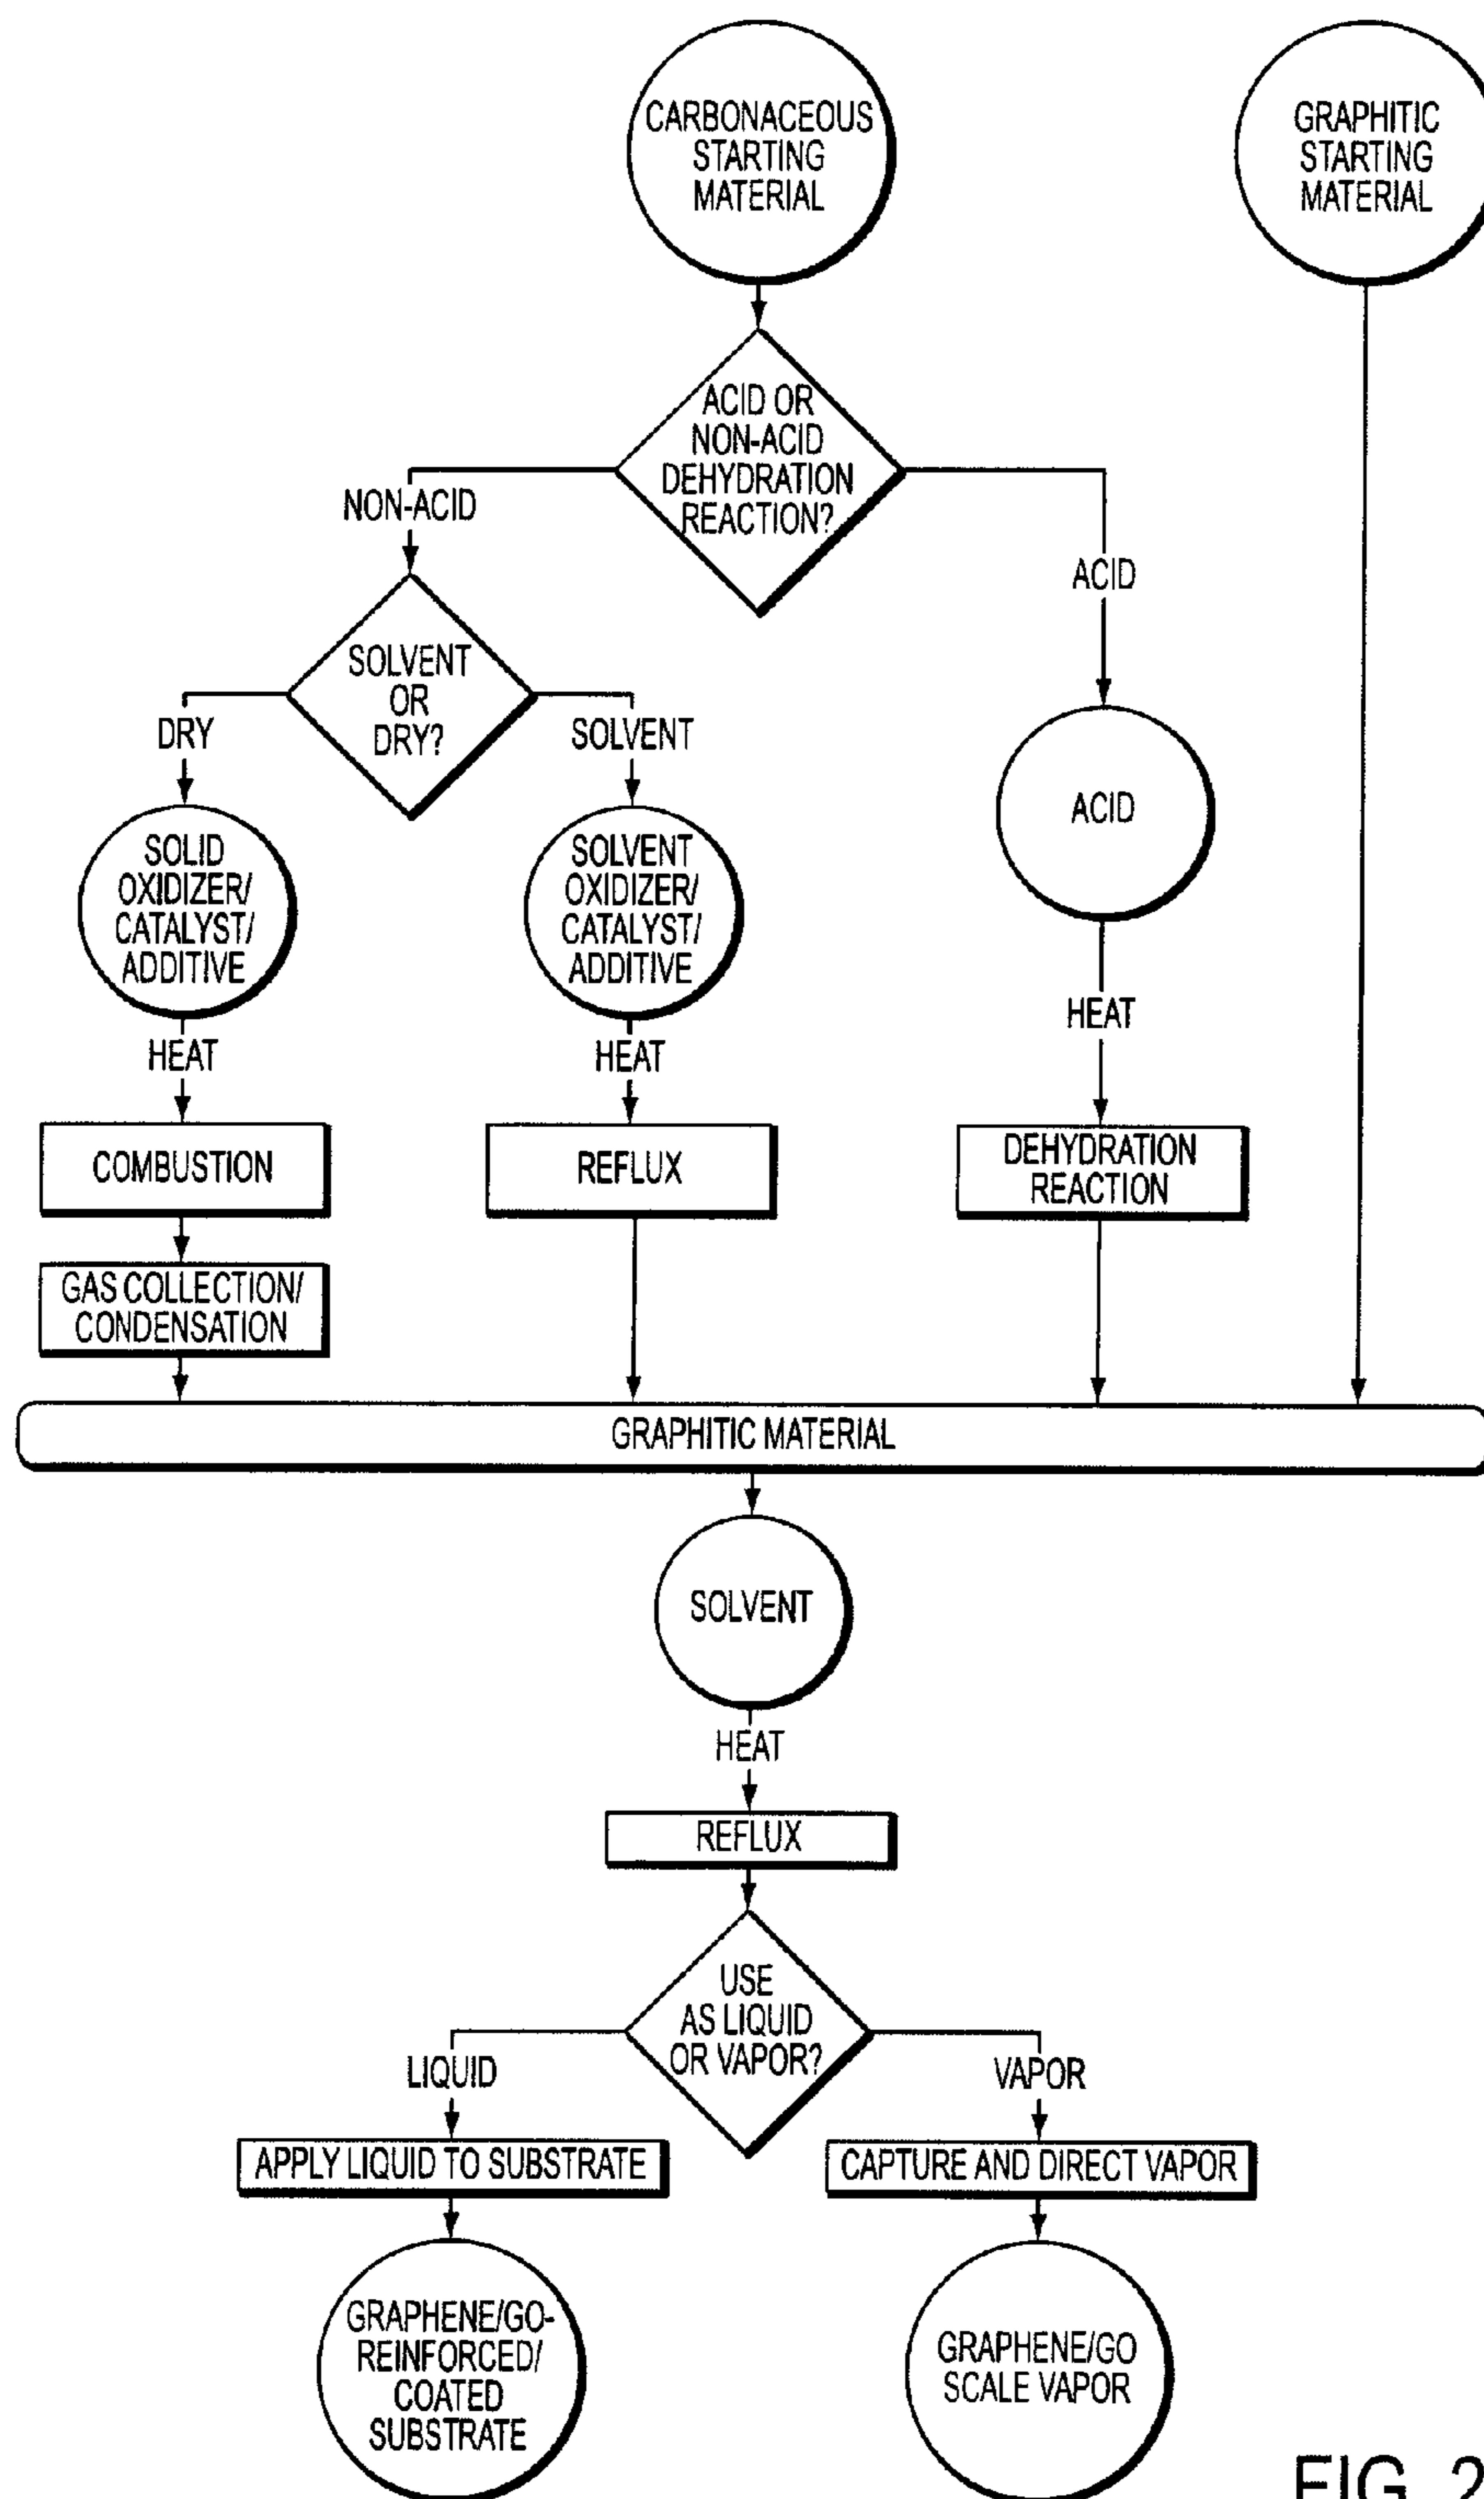 CARBONACEOUS
STARTING
MATERIAL
GRAPHITIC
STARTING
MATERIAL
ACID OR
NON-ACID
DEHYDRATION
REACTION?
NON-ACID
ACID
SOLVENT
OR
DRY?
DRY
SOLVENT
SOLID
OXIDIZER/
CATALYST/
ADDITIVE
SOLVENT
OXIDIZER/
CATALYST/
ADDITIVE
ACID
HEAT
HEAT
HEAT
COMBUSTION
REFLUX
DEHYDRATION
REACTION
GAS COLLECTION/
CONDENSATION
GRAPHITIC MATERIAL
SOLVENT
HEAT
REFLUX
USE
AS LIQUID
OR VAPOR?
LIQUID
VAPOR
APPLY LIQUID TO SUBSTRATE
CAPTURE AND DIRECT VAPOR
GRAPHENE/GO-
REINFORCED/
COATED
SUBSTRATE
GRAPHENE/GO
SCALE VAPOR
FIG. 2